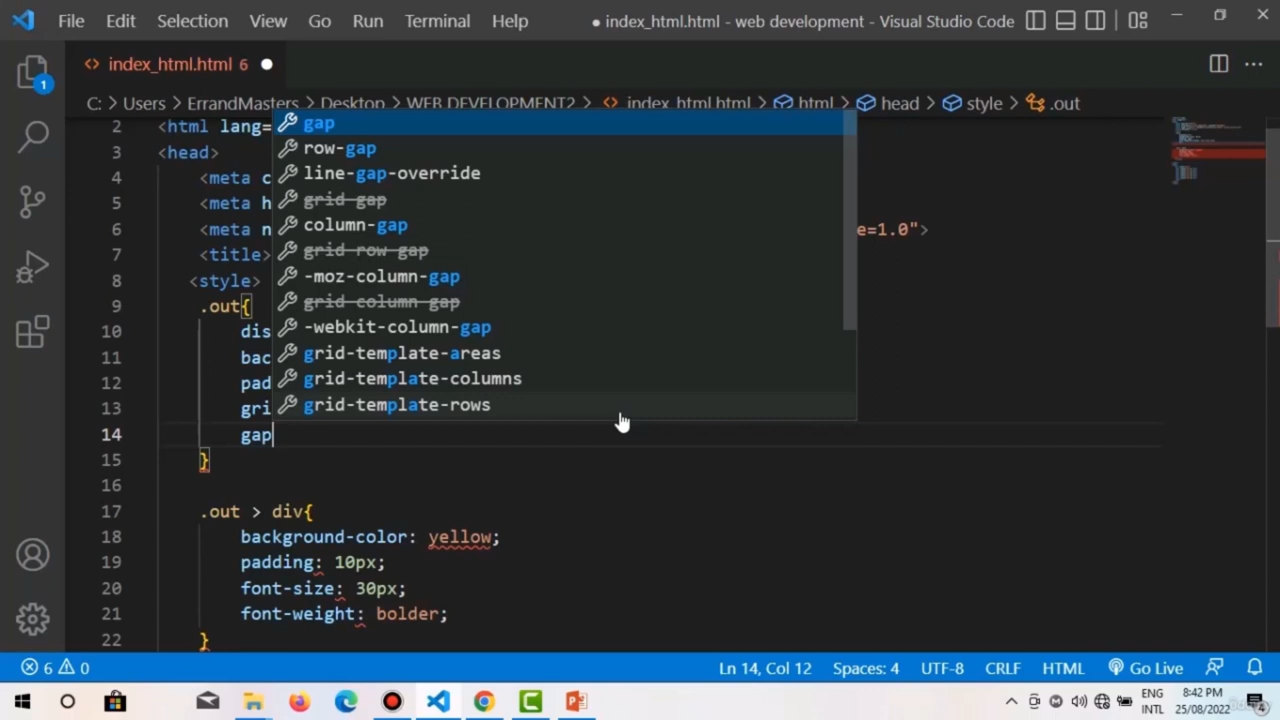 File Edit Selection View Go Run Terminal Help ● index_html.html - web development - Visual Studio Code
index_html.html 6 ●
1
C: > Users > ErrandMasters > Desktop > WEB DEVELOPMENT2 > index_html.html > html > head > style > .out
2 <html lang=
3 <head>
4 <meta c
5 <meta h
6 <meta n e=1.0">
7 <title>
8 <style>
9 .out{
10 dis
11 bac
12 pad
13 gri
14 gap
15 }
16
17 .out > div{
18 background-color: yellow;
19 padding: 10px;
20 font-size: 30px;
21 font-weight: bolder;
22 }
gap
row-gap
line-gap-override
grid-gap
column-gap
grid-row-gap
-moz-column-gap
grid-column-gap
-webkit-column-gap
grid-template-areas
grid-template-columns
grid-template-rows
6 0 Ln 14, Col 12 Spaces: 4 UTF-8 CRLF HTML Go Live
ENG 8:42 PM
INTL 25/08/2022